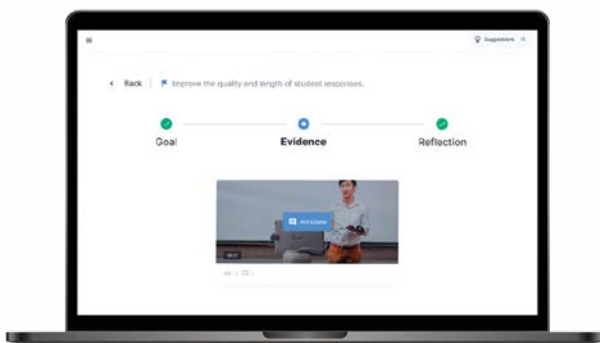 Suggestions
Back
Improve the quality and length of student responses.
Goal
Evidence
Reflection
Annotate